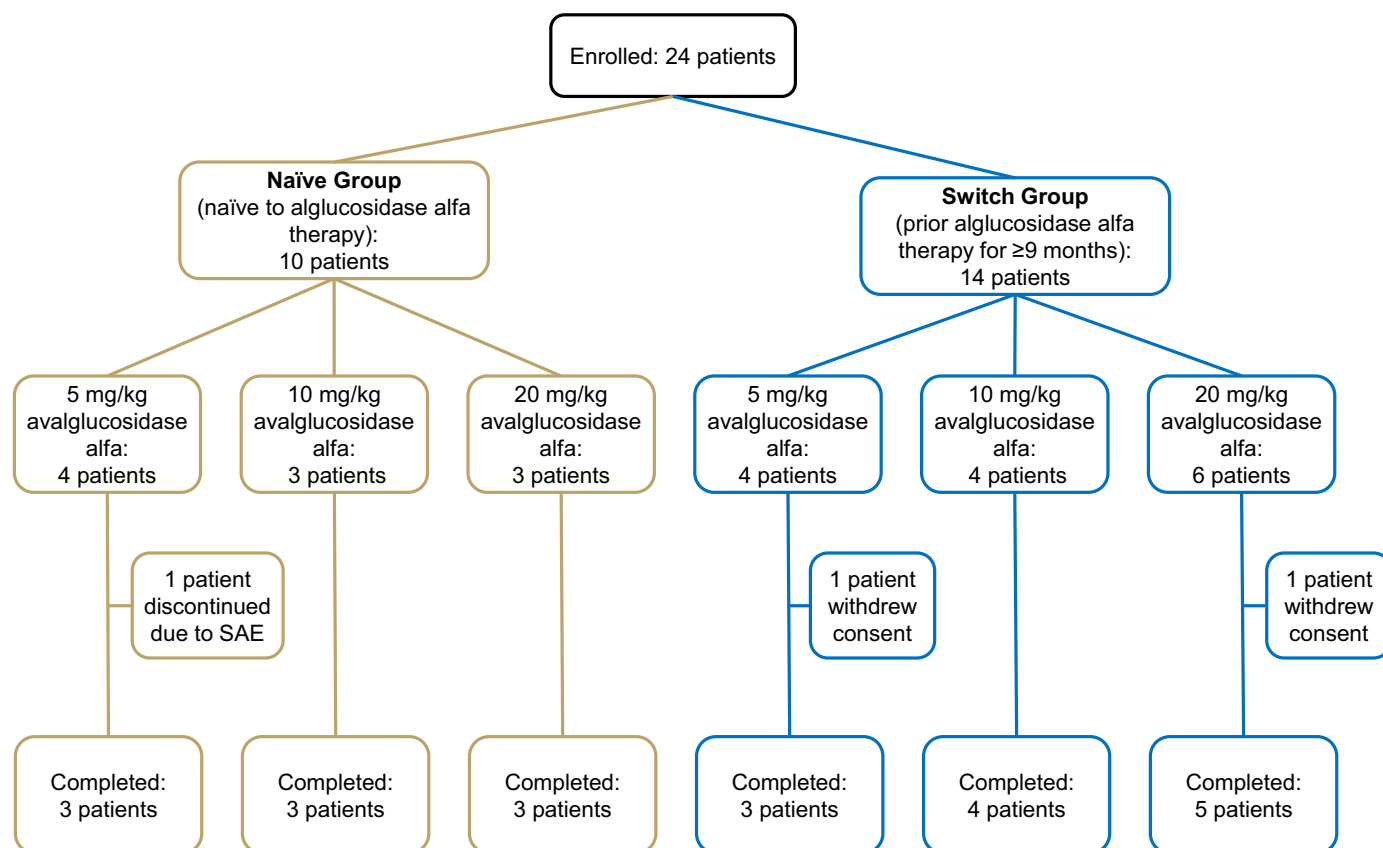 Enrolled: 24 patients
Naïve Group
(naïve to alglucosidase alfa
therapy):
10 patients
Switch Group
(prior alglucosidase alfa
therapy for ≥9 months):
14 patients
5 mg/kg
avalglucosidase
alfa:
4 patients
10 mg/kg
avalglucosidase
alfa:
3 patients
20 mg/kg
avalglucosidase
alfa:
3 patients
5 mg/kg
avalglucosidase
alfa:
4 patients
10 mg/kg
avalglucosidase
alfa:
4 patients
20 mg/kg
avalglucosidase
alfa:
6 patients
1 patient
discontinued
due to SAE
1 patient
withdrew
consent
1 patient
withdrew
consent
Completed:
3 patients
Completed:
3 patients
Completed:
3 patients
Completed:
3 patients
Completed:
4 patients
Completed:
5 patients